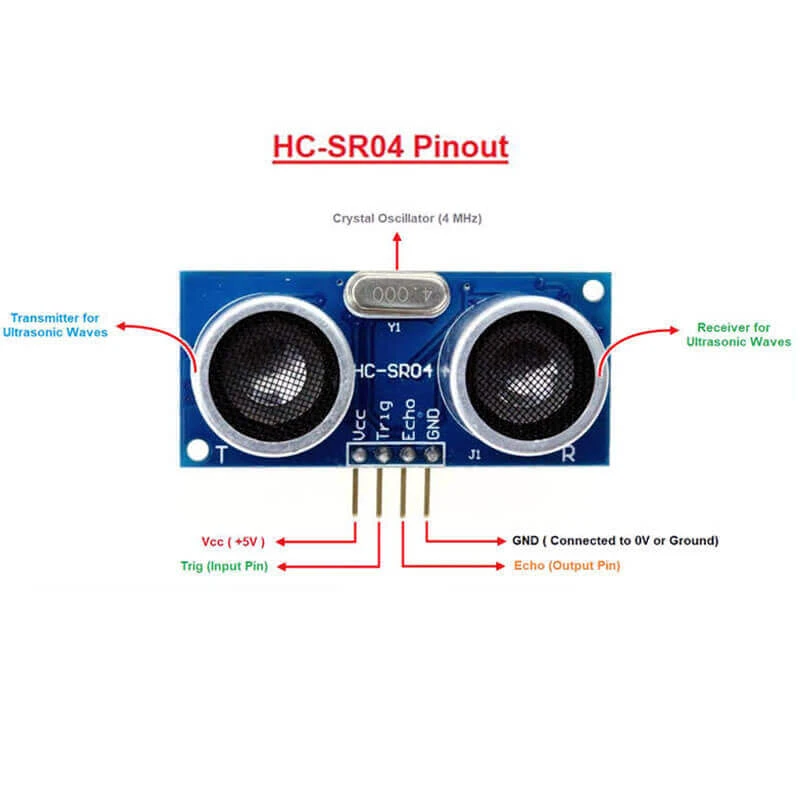 HC-SR04 Pinout
Crystal Oscillator (4 MHz)
4.000
Y1
Transmitter for
Ultrasonic Waves
Receiver for
Ultrasonic Waves
HC-SR04
Vcc
Trig
Echo
GND
T
J1
R
Vcc ( +5V )
GND ( Connected to 0V or Ground)
Trig (Input Pin)
Echo (Output Pin)